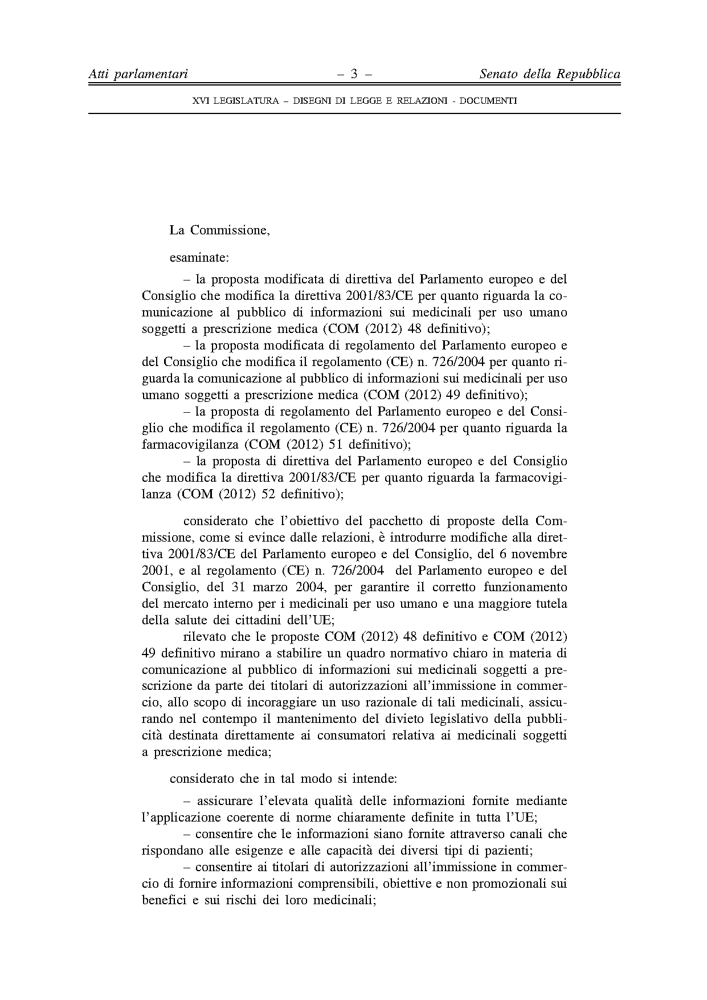 Atti parlamentari – 3 – Senato della Repubblica
XVI LEGISLATURA – DISEGNI DI LEGGE E RELAZIONI - DOCUMENTI
La Commissione,
esaminate:
– la proposta modificata di direttiva del Parlamento europeo e del
Consiglio che modifica la direttiva 2001/83/CE per quanto riguarda la co-
municazione al pubblico di informazioni sui medicinali per uso umano
soggetti a prescrizione medica (COM (2012) 48 definitivo);
– la proposta modificata di regolamento del Parlamento europeo e
del Consiglio che modifica il regolamento (CE) n. 726/2004 per quanto ri-
guarda la comunicazione al pubblico di informazioni sui medicinali per uso
umano soggetti a prescrizione medica (COM (2012) 49 definitivo);
– la proposta di regolamento del Parlamento europeo e del Consi-
glio che modifica il regolamento (CE) n. 726/2004 per quanto riguarda la
farmacovigilanza (COM (2012) 51 definitivo);
– la proposta di direttiva del Parlamento europeo e del Consiglio
che modifica la direttiva 2001/83/CE per quanto riguarda la farmacovigi-
lanza (COM (2012) 52 definitivo);
considerato che l’obiettivo del pacchetto di proposte della Com-
missione, come si evince dalle relazioni, è introdurre modifiche alla diret-
tiva 2001/83/CE del Parlamento europeo e del Consiglio, del 6 novembre
2001, e al regolamento (CE) n. 726/2004 del Parlamento europeo e del
Consiglio, del 31 marzo 2004, per garantire il corretto funzionamento
del mercato interno per i medicinali per uso umano e una maggiore tutela
della salute dei cittadini dell’UE;
rilevato che le proposte COM (2012) 48 definitivo e COM (2012)
49 definitivo mirano a stabilire un quadro normativo chiaro in materia di
comunicazione al pubblico di informazioni sui medicinali soggetti a pre-
scrizione da parte dei titolari di autorizzazioni all’immissione in commer-
cio, allo scopo di incoraggiare un uso razionale di tali medicinali, assicu-
rando nel contempo il mantenimento del divieto legislativo della pubbli-
cità destinata direttamente ai consumatori relativa ai medicinali soggetti
a prescrizione medica;
considerato che in tal modo si intende:
– assicurare l’elevata qualità delle informazioni fornite mediante
l’applicazione coerente di norme chiaramente definite in tutta l’UE;
– consentire che le informazioni siano fornite attraverso canali che
rispondano alle esigenze e alle capacità dei diversi tipi di pazienti;
– consentire ai titolari di autorizzazioni all’immissione in commer-
cio di fornire informazioni comprensibili, obiettive e non promozionali sui
benefici e sui rischi dei loro medicinali;